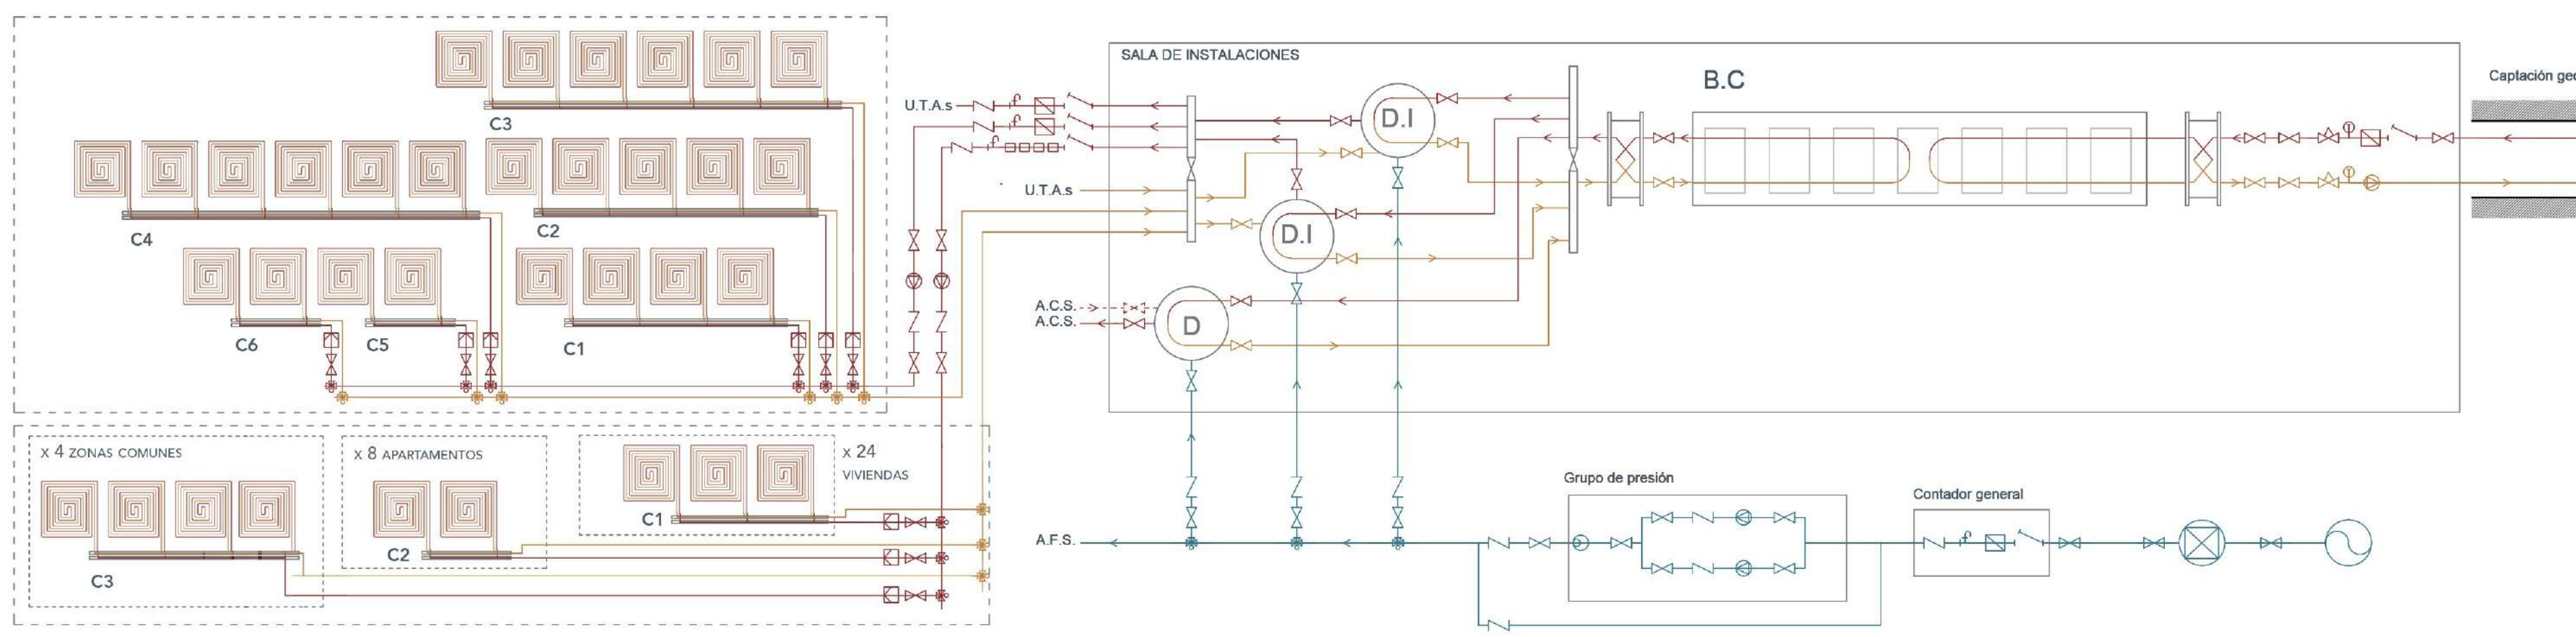 SALA DE INSTALACIONES
B.C
Captación geo
U.T.A.s
D.I
C3
U.T.A.s
C4
C2
D.I
A.C.S.
A.C.S.
D
C6
C5
C1
x 4 ZONAS COMUNES
x 8 APARTAMENTOS
x 24
VIVIENDAS
C1
C2
C3
Grupo de presión
Contador general
A.F.S.